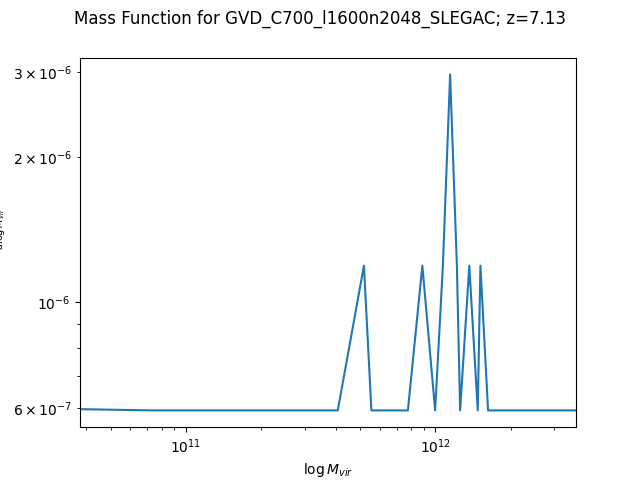 Mass Function for GVD_C700_l1600n2048_SLEGAC; z=7.13
3 × 10⁻⁶
2 × 10⁻⁶
10⁻⁶
6 × 10⁻⁷
10¹¹
10¹²
log M_vir